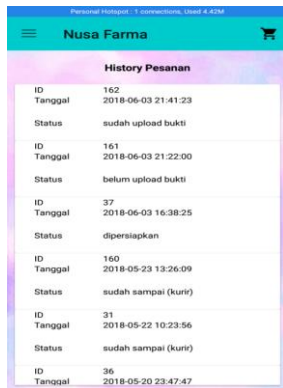 Personal Hotspot : 1 connections, Used 4.42M
Nusa Farma
History Pesanan
ID 162
Tanggal 2018-06-03 21:41:23
Status sudah upload bukti
ID 161
Tanggal 2018-06-03 21:22:00
Status belum upload bukti
ID 37
Tanggal 2018-06-03 16:38:25
Status dipersiapkan
ID 160
Tanggal 2018-05-23 13:26:09
Status sudah sampai (kurir)
ID 31
Tanggal 2018-05-22 10:23:56
Status sudah sampai (kurir)
ID 36
Tanggal 2018-05-20 23:47:47